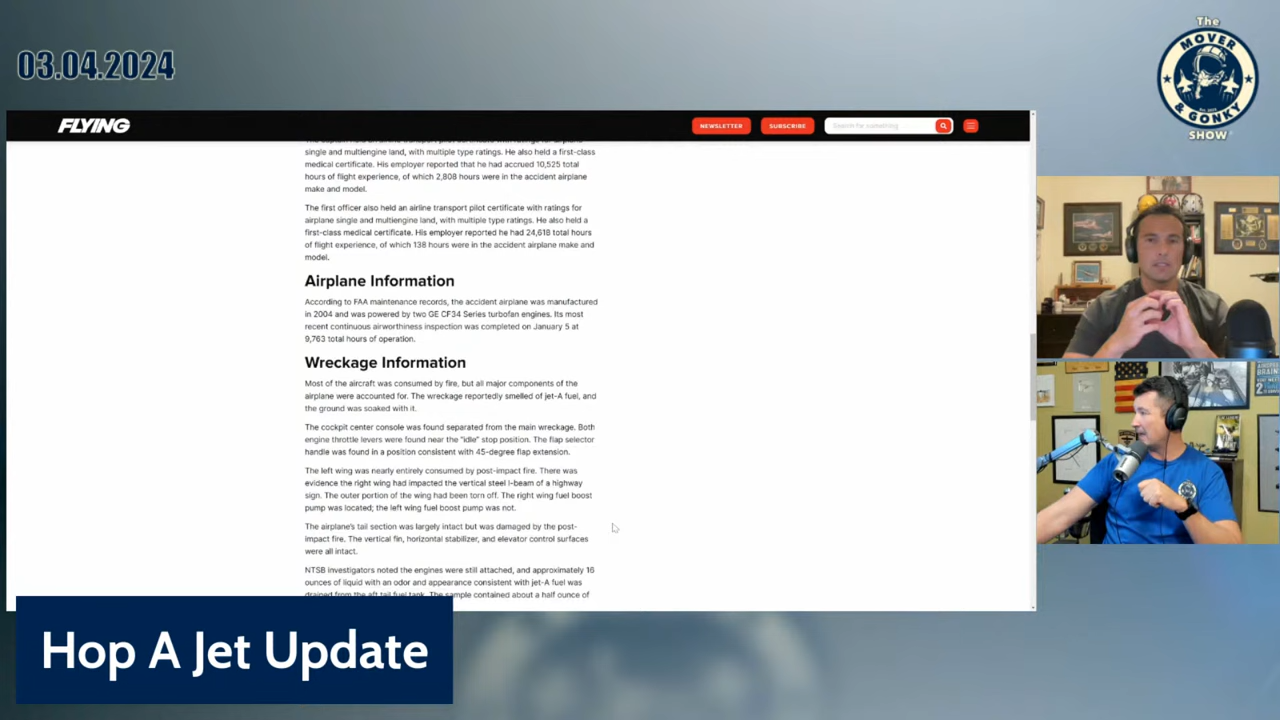 03.04.2024
The
MOVER
& GONKY
SHOW
FLYING
NEWSLETTER
SUBSCRIBE
Search for something
single and multiengine land, with multiple type ratings. He also held a first-class
medical certificate. His employer reported that he had accrued 10,525 total
hours of flight experience, of which 2,808 hours were in the accident airplane
make and model.
The first officer also held an airline transport pilot certificate with ratings for
airplane single and multiengine land, with multiple type ratings. He also held a
first-class medical certificate. His employer reported he had 24,618 total hours
of flight experience, of which 138 hours were in the accident airplane make and
model.
Airplane Information
According to FAA maintenance records, the accident airplane was manufactured
in 2004 and was powered by two GE CF34 Series turbofan engines. Its most
recent continuous airworthiness inspection was completed on January 5 at
9,763 total hours of operation.
Wreckage Information
Most of the aircraft was consumed by fire, but all major components of the
airplane were accounted for. The wreckage reportedly smelled of jet-A fuel, and
the ground was soaked with it.
The cockpit center console was found separated from the main wreckage. Both
engine throttle levers were found near the "idle" stop position. The flap selector
handle was found in a position consistent with 45-degree flap extension.
The left wing was nearly entirely consumed by post-impact fire. There was
evidence the right wing had impacted the vertical steel I-beam of a highway
sign. The outer portion of the wing had been torn off. The right wing fuel boost
pump was located; the left wing fuel boost pump was not.
The airplane's tail section was largely intact but was damaged by the post-
impact fire. The vertical fin, horizontal stabilizer, and elevator control surfaces
were all intact.
NTSB investigators noted the engines were still attached, and approximately 16
ounces of liquid with an odor and appearance consistent with jet-A fuel was
drained from the aft tail fuel tank. The sample contained about a half ounce of
Hop A Jet Update